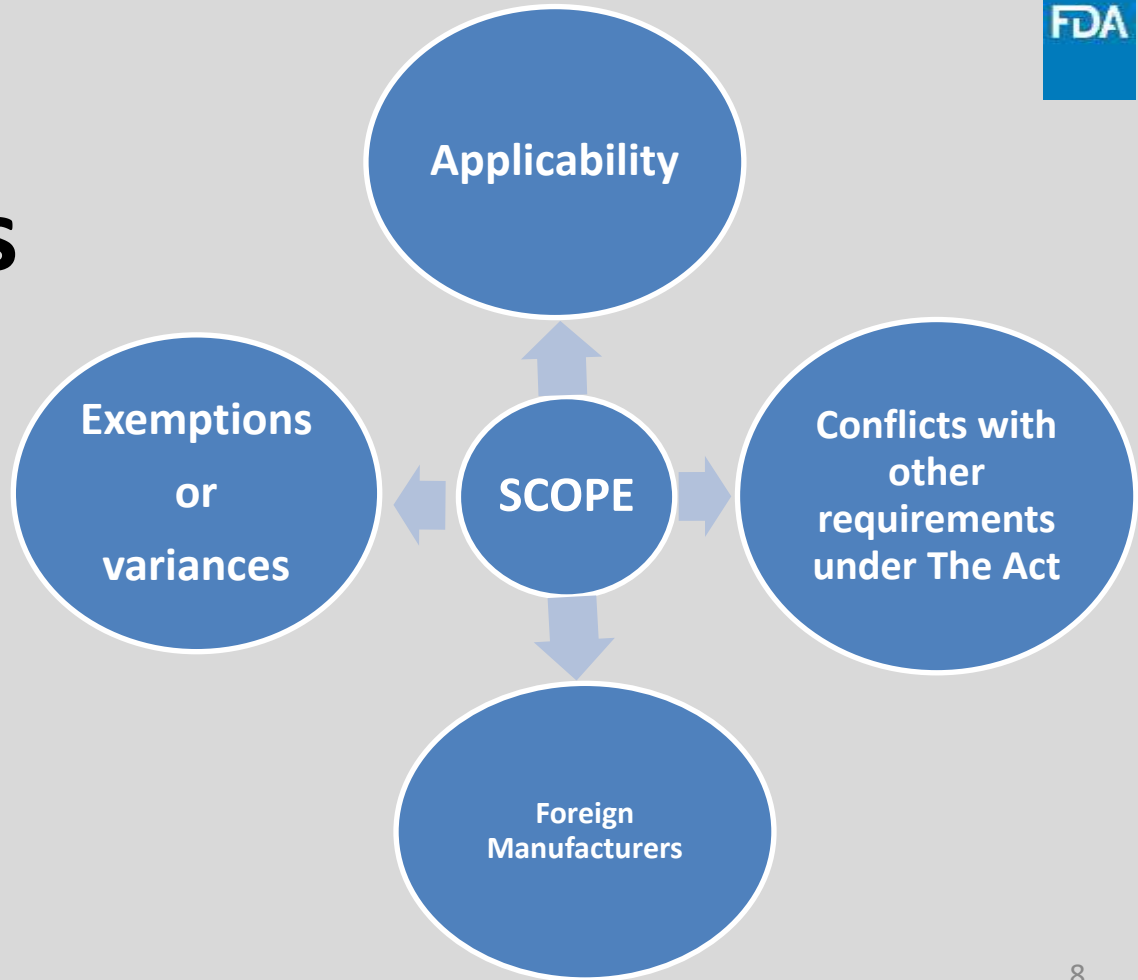 FDA
s
Applicability
Exemptions
or
variances
SCOPE
Conflicts with
other
requirements
under The Act
Foreign
Manufacturers
8